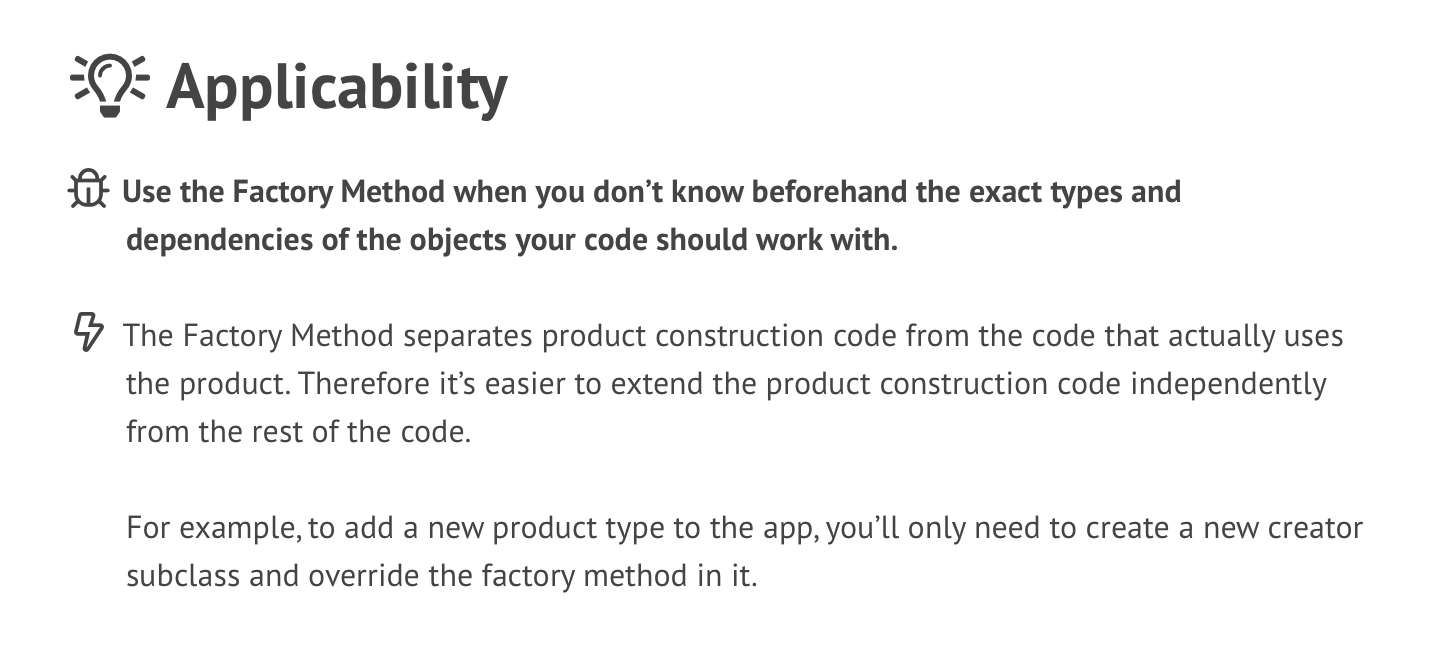 Applicability
Use the Factory Method when you don’t know beforehand the exact types and
dependencies of the objects your code should work with.
The Factory Method separates product construction code from the code that actually uses
the product. Therefore it’s easier to extend the product construction code independently
from the rest of the code.
For example, to add a new product type to the app, you’ll only need to create a new creator
subclass and override the factory method in it.